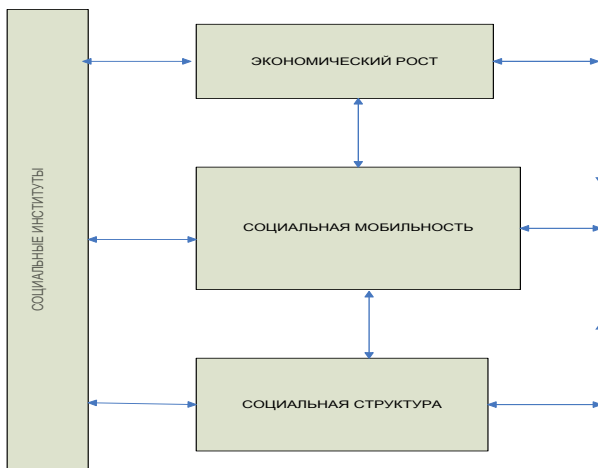 СОЦИАЛЬНЫЕ ИНСТИТУТЫ
ЭКОНОМИЧЕСКИЙ РОСТ
СОЦИАЛЬНАЯ МОБИЛЬНОСТЬ
СОЦИАЛЬНАЯ СТРУКТУРА